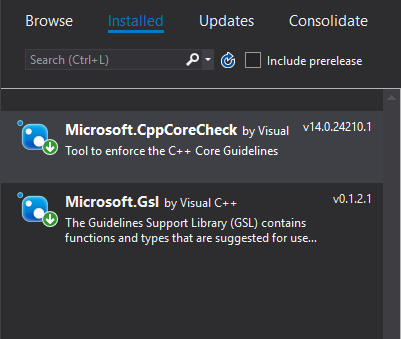 Browse Installed Updates Consolidate
Search (Ctrl+L) Include prerelease
Microsoft.CppCoreCheck by Visual v14.0.24210.1
Tool to enforce the C++ Core Guidelines
Microsoft.Gsl by Visual C++ v0.1.2.1
The Guidelines Support Library (GSL) contains
functions and types that are suggested for use...